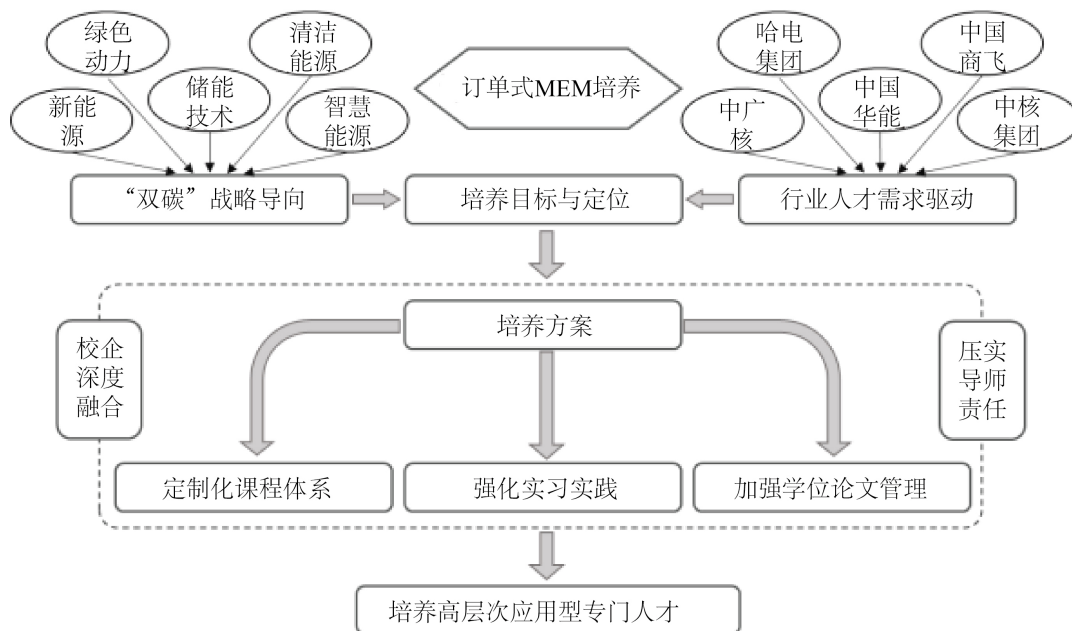 绿色
动力
清洁
能源
新能
源
储能
技术
智慧
能源
订单式MEM培养
哈电
集团
中国
商飞
中广
核
中国
华能
中核
集团
“双碳”战略导向
培养目标与定位
行业人才需求驱动
培养方案
校企
深度
融合
压实
导师
责任
定制化课程体系
强化实习实践
加强学位论文管理
培养高层次应用型专门人才